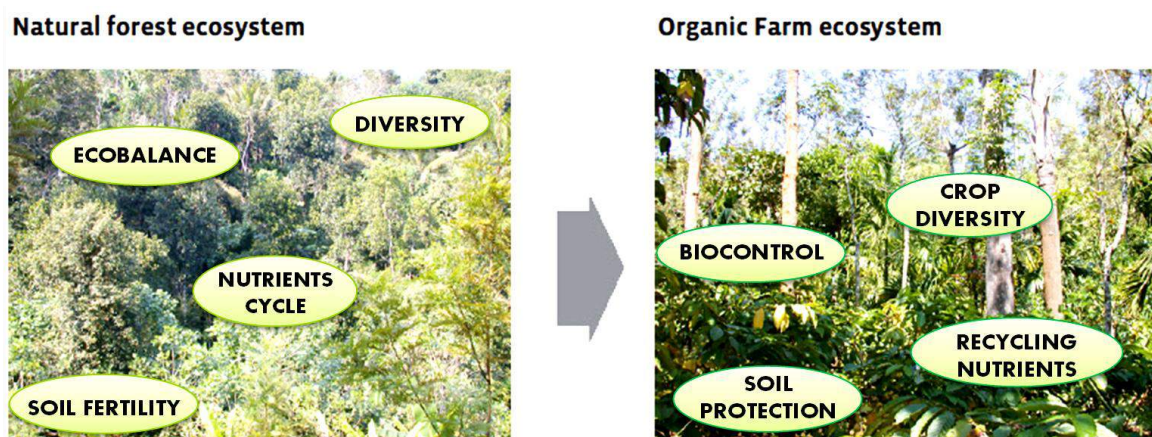 Natural forest ecosystem
DIVERSITY
ECOBALANCE
NUTRIENTS
CYCLE
SOIL FERTILITY
Organic Farm ecosystem
CROP
DIVERSITY
BIOCONTROL
RECYCLING
NUTRIENTS
SOIL
PROTECTION